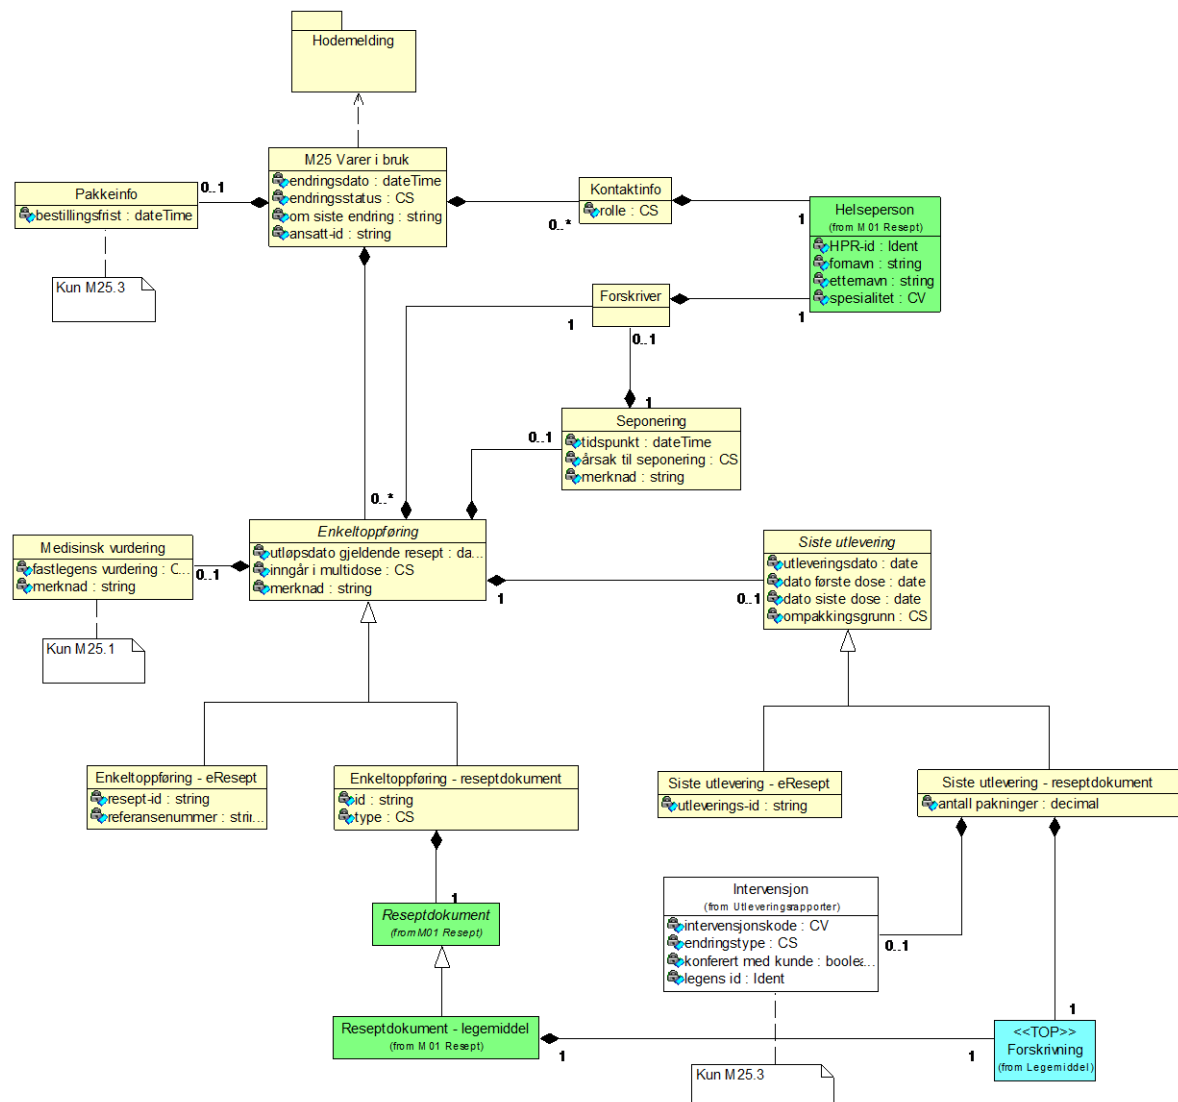 Hodemelding
M25 Varer i bruk
endringsdato : dateTime
endringsstatus : CS
om siste endring : string
ansatt-id : string
0..1
Pakkeinfo
bestillingsfrist : dateTime
Kun M25.3
Kontaktinfo
rolle : CS
0..*
1
Helseperson
(from M01 Resept)
HPR-id : Ident
fornavn : string
etternavn : string
spesialitet : CV
Forskriver
1
0..1
1
1
Seponering
tidspunkt : dateTime
årsak til seponering : CS
merknad : string
0..1
0..*
Enkeltoppføring
utløpsdato gjeldende resept : da...
inngår i multidose : CS
merknad : string
Medisinsk vurdering
fastlegens vurdering : C...
merknad : string
0..1
Kun M25.1
1
0..1
Siste utlevering
utleveringsdato : date
dato første dose : date
dato siste dose : date
ompakkingsgrunn : CS
Enkeltoppføring - eResept
resept-id : string
referansenummer : strin...
Enkeltoppføring - reseptdokument
id : string
type : CS
Siste utlevering - eResept
utleverings-id : string
Siste utlevering - reseptdokument
antall pakninger : decimal
1
Reseptdokument
(from M01 Resept)
Intervensjon
(from Utleveringsrapporter)
intervensjonskode : CV
endringstype : CS
konferert med kunde : boolea...
legens id : Ident
0..1
Reseptdokument - legemiddel
(from M01 Resept)
1
1
1
<<TOP>>
Forskrivning
(from Legemiddel)
Kun M25.3